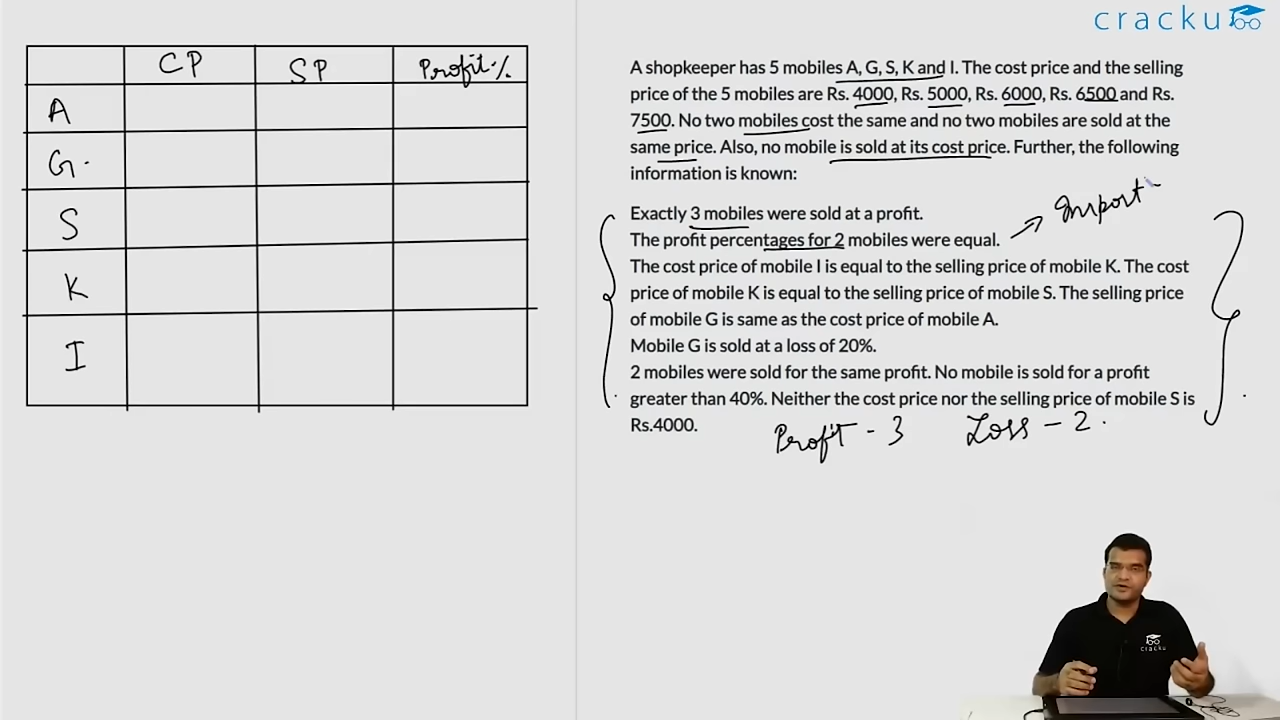 cracku
CP SP Profit %
A
G
S
K
I
A shopkeeper has 5 mobiles A, G, S, K and I. The cost price and the selling
price of the 5 mobiles are Rs. 4000, Rs. 5000, Rs. 6000, Rs. 6500 and Rs.
7500. No two mobiles cost the same and no two mobiles are sold at the
same price. Also, no mobile is sold at its cost price. Further, the following
information is known:
Exactly 3 mobiles were sold at a profit.
The profit percentages for 2 mobiles were equal. → Import
The cost price of mobile I is equal to the selling price of mobile K. The cost
price of mobile K is equal to the selling price of mobile S. The selling price
of mobile G is same as the cost price of mobile A.
Mobile G is sold at a loss of 20%.
2 mobiles were sold for the same profit. No mobile is sold for a profit
greater than 40%. Neither the cost price nor the selling price of mobile S is
Rs.4000.
Profit - 3 Loss - 2.
cracku